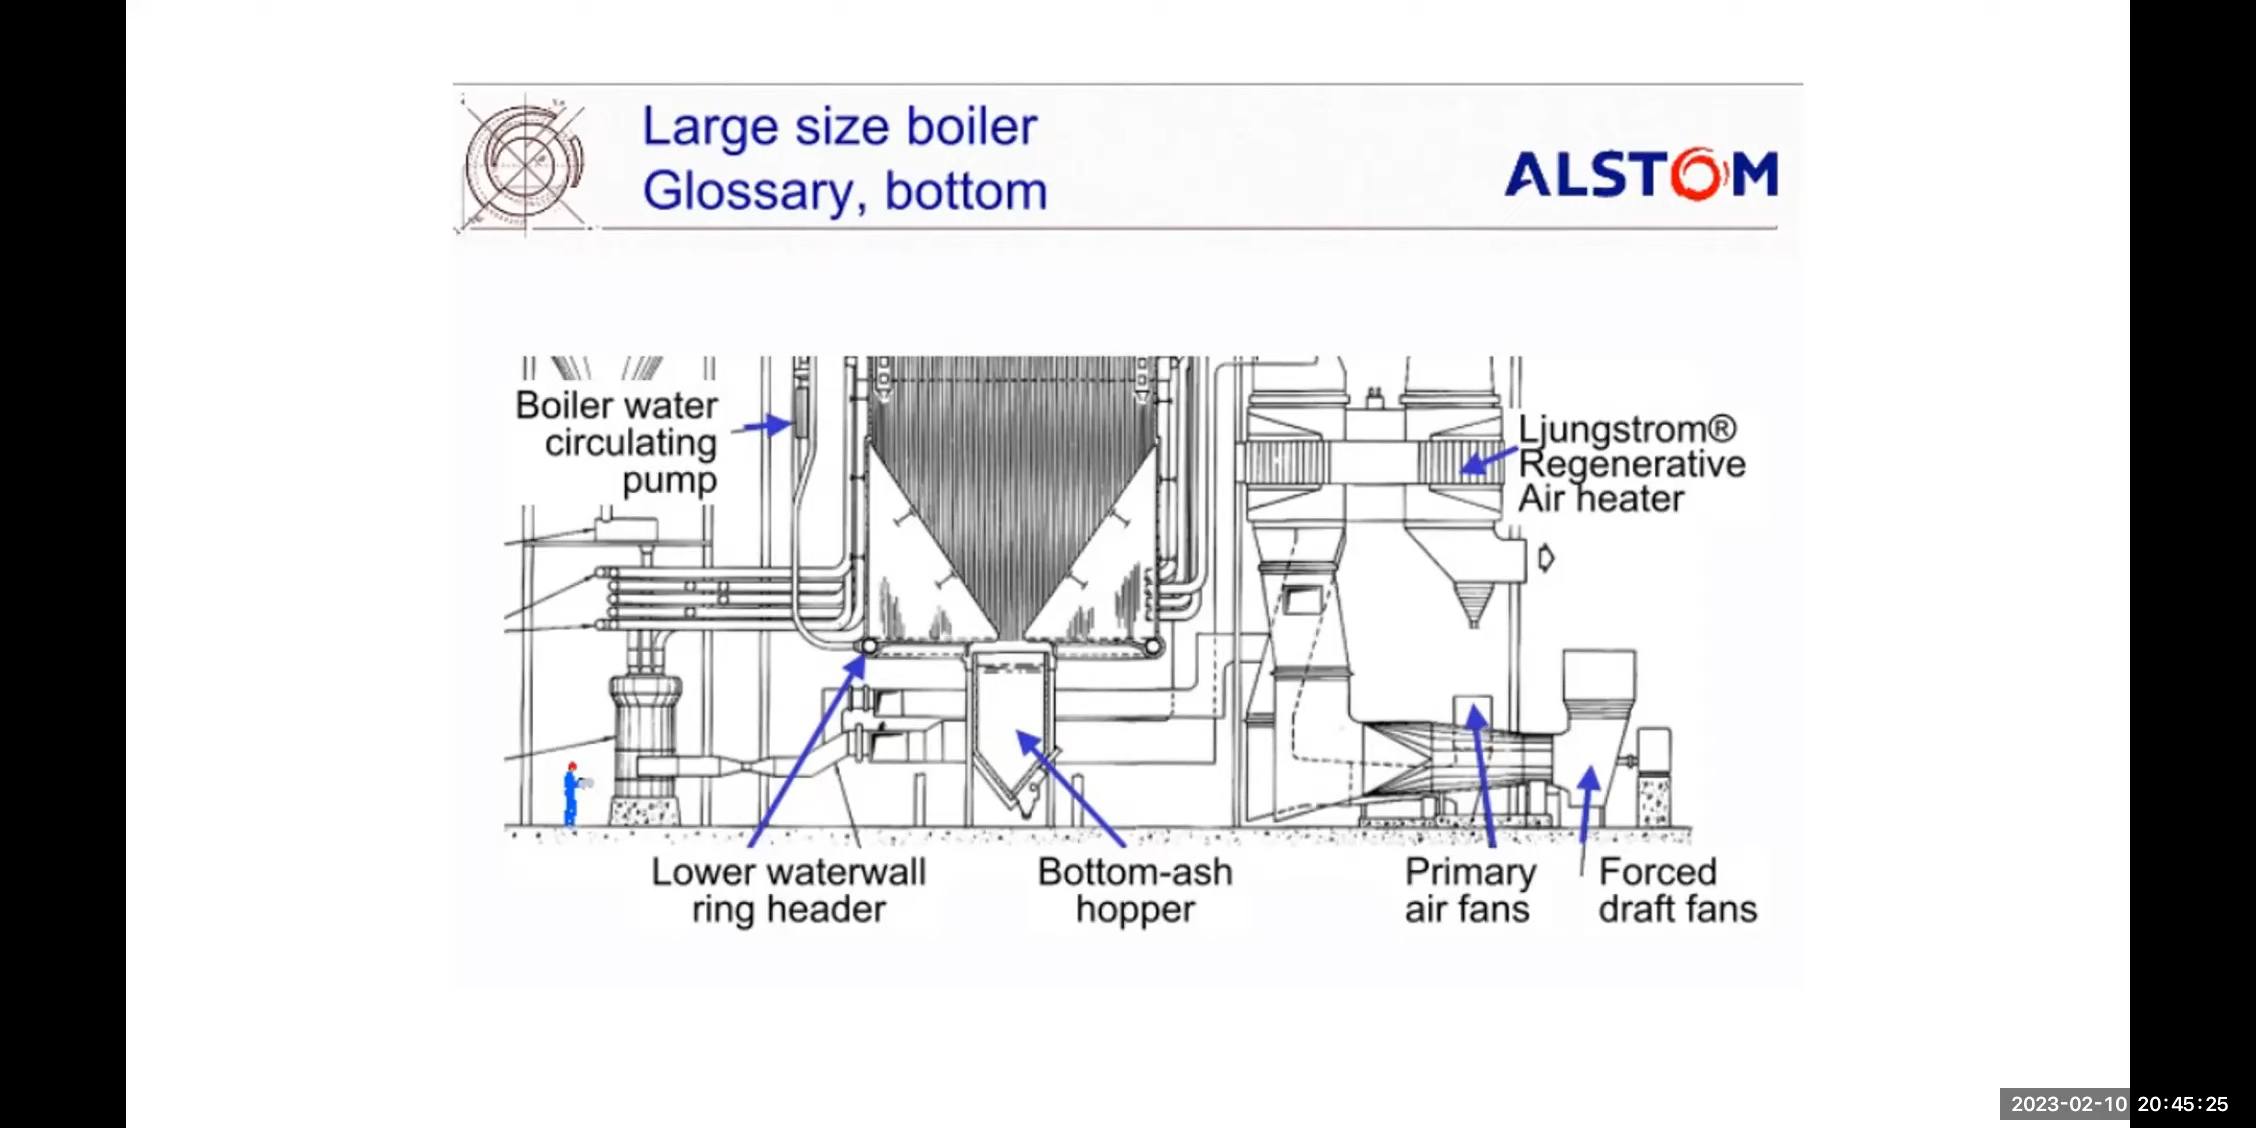 Large size boiler
Glossary, bottom
ALSTOM
Boiler water
circulating
pump
Ljungstrom®
Regenerative
Air heater
Lower waterwall
ring header
Bottom-ash
hopper
Primary
air fans
Forced
draft fans
2023-02-10 20:45:25